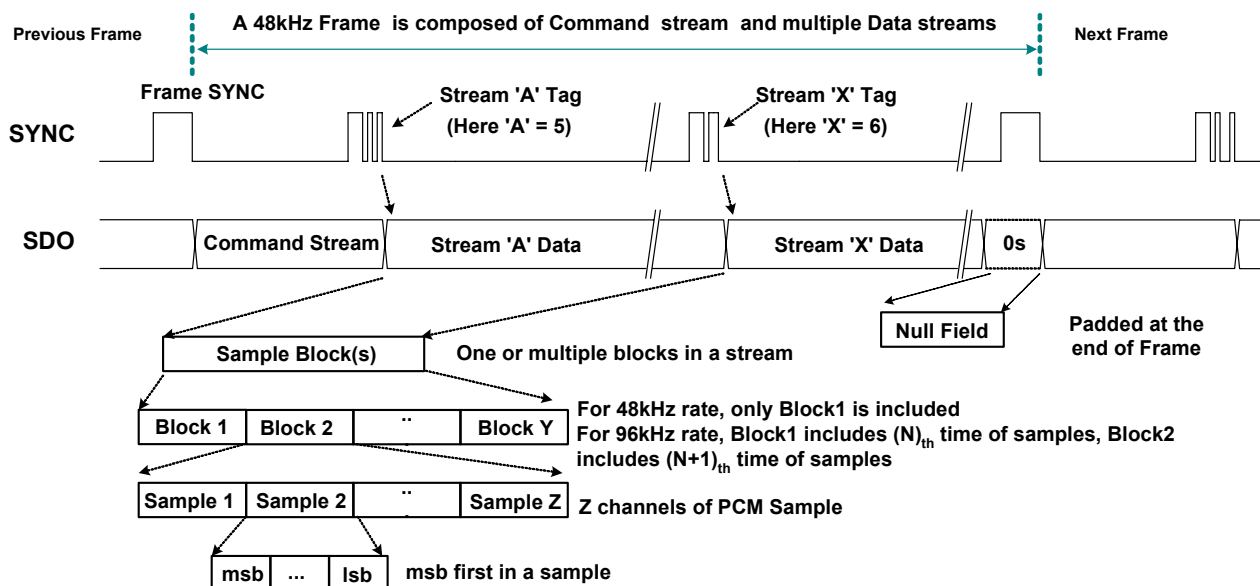 A 48kHz Frame is composed of Command stream and multiple Data streams
Previous Frame
Next Frame
Frame SYNC
Stream 'A' Tag
(Here 'A' = 5)
Stream 'X' Tag
(Here 'X' = 6)
SYNC
SDO
Command Stream
Stream 'A' Data
Stream 'X' Data
0s
Null Field
Padded at the
end of Frame
Sample Block(s)
One or multiple blocks in a stream
Block 1
Block 2
..
.
Block Y
For 48kHz rate, only Block1 is included
For 96kHz rate, Block1 includes (N)th time of samples, Block2
includes (N+1)th time of samples
Sample 1
Sample 2
..
.
Sample Z
Z channels of PCM Sample
msb
...
lsb
msb first in a sample